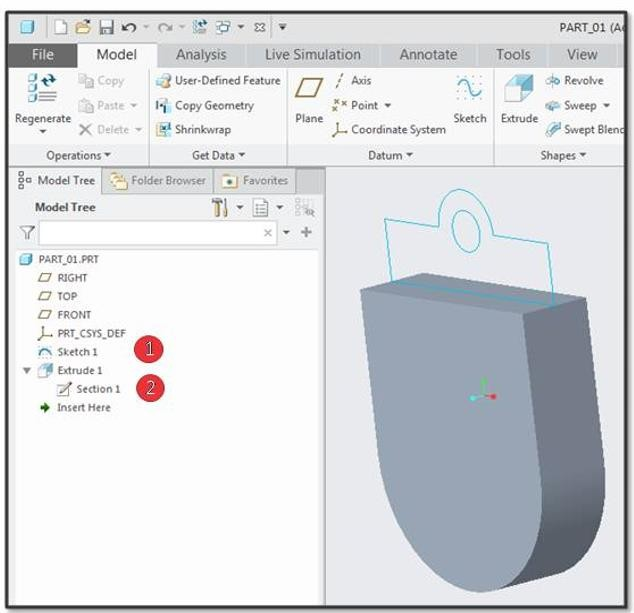 PART_01 (Ac
File Model Analysis Live Simulation Annotate Tools View
Regenerate
Copy
Paste
Delete
Operations
User-Defined Feature
Copy Geometry
Shrinkwrap
Get Data
Plane
Axis
Point
Coordinate System
Sketch
Datum
Extrude
Revolve
Sweep
Swept Blend
Shapes
Model Tree Folder Browser Favorites
Model Tree
PART_01.PRT
RIGHT
TOP
FRONT
PRT_CSYS_DEF
Sketch 1 1
Extrude 1
Section 1 2
Insert Here